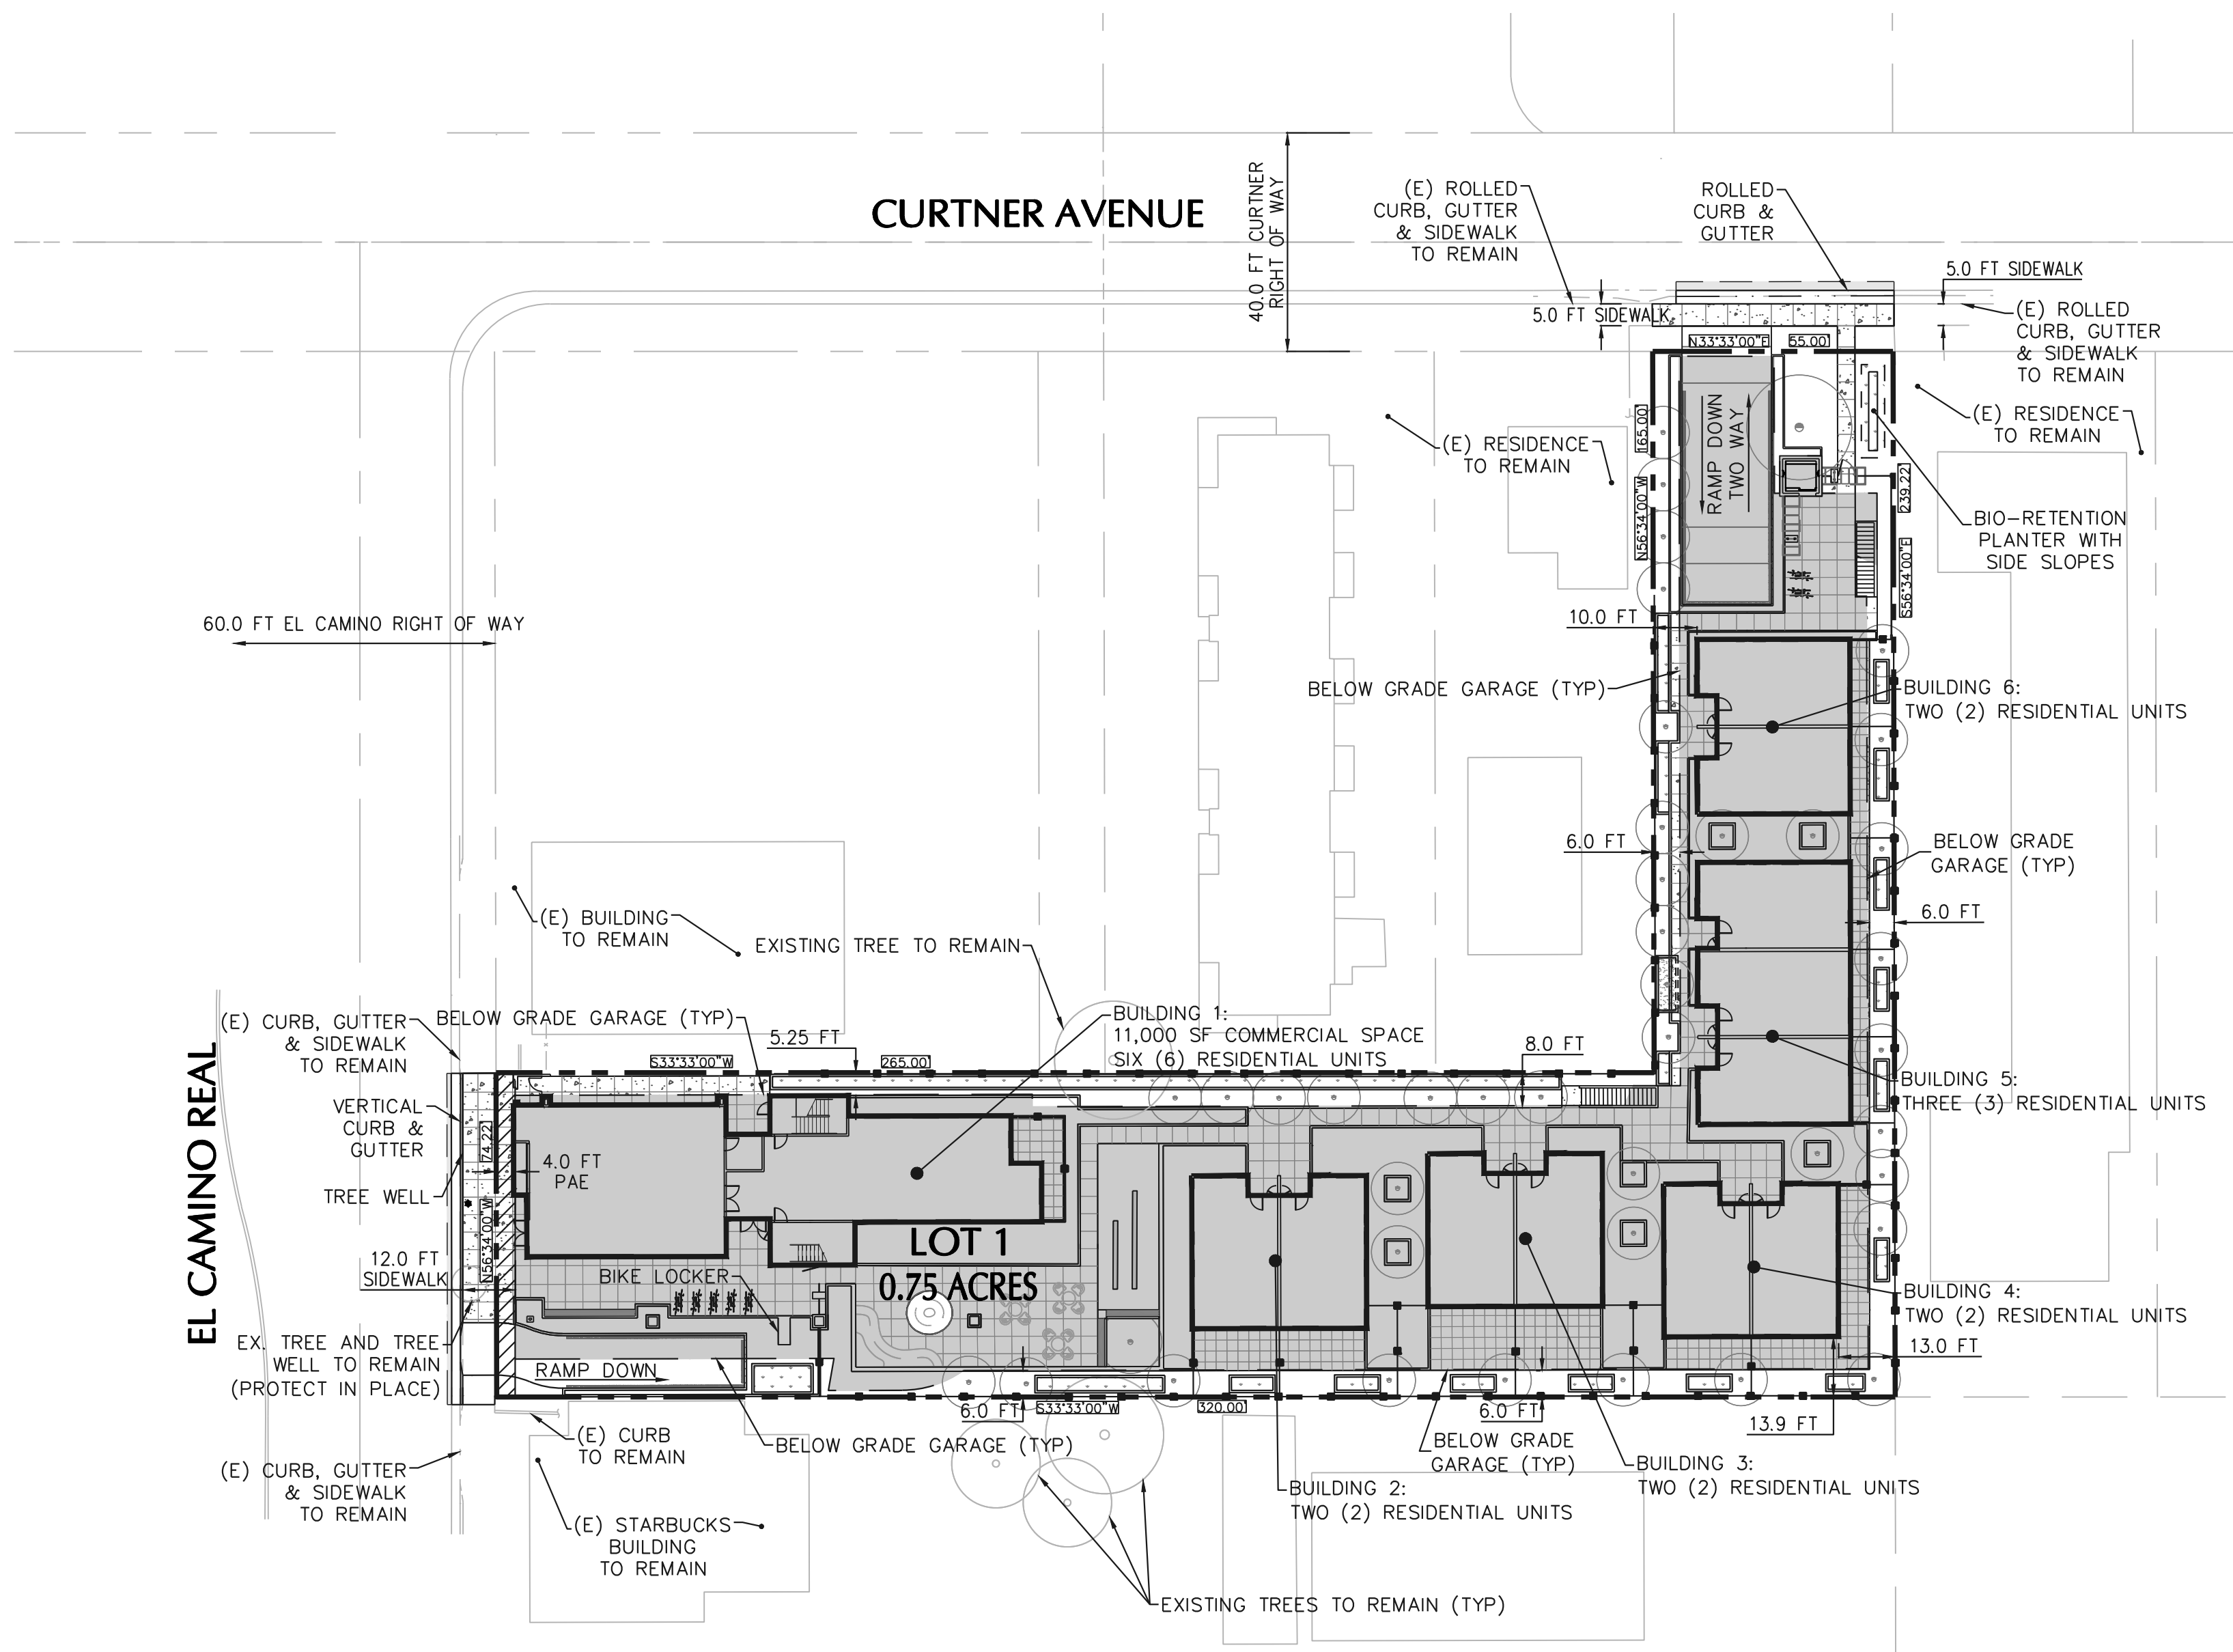 CURTNER AVENUE
40.0 FT CURTNER
RIGHT OF WAY
(E) ROLLED
CURB, GUTTER
& SIDEWALK
TO REMAIN
ROLLED
CURB &
GUTTER
5.0 FT SIDEWALK
5.0 FT SIDEWALK
(E) ROLLED
CURB, GUTTER
& SIDEWALK
TO REMAIN
N33°33'00"E
55.00'
165.00'
N56°34'00"W
RAMP DOWN
TWO WAY
239.22'
S56°34'00"E
(E) RESIDENCE
TO REMAIN
(E) RESIDENCE
TO REMAIN
BIO-RETENTION
PLANTER WITH
SIDE SLOPES
60.0 FT EL CAMINO RIGHT OF WAY
10.0 FT
BELOW GRADE GARAGE (TYP)
BUILDING 6:
TWO (2) RESIDENTIAL UNITS
6.0 FT
BELOW GRADE
GARAGE (TYP)
6.0 FT
(E) BUILDING
TO REMAIN
EXISTING TREE TO REMAIN
(E) CURB, GUTTER
& SIDEWALK
TO REMAIN
BELOW GRADE GARAGE (TYP)
5.25 FT
BUILDING 1:
11,000 SF COMMERCIAL SPACE
SIX (6) RESIDENTIAL UNITS
8.0 FT
S33°33'00"W
265.00'
BUILDING 5:
THREE (3) RESIDENTIAL UNITS
EL CAMINO REAL
VERTICAL
CURB &
GUTTER
74.22'
N56°34'00"W
4.0 FT
PAE
TREE WELL
12.0 FT
SIDEWALK
LOT 1
0.75 ACRES
BIKE LOCKER
EX. TREE AND TREE
WELL TO REMAIN
(PROTECT IN PLACE)
RAMP DOWN
BUILDING 4:
TWO (2) RESIDENTIAL UNITS
13.0 FT
6.0 FT
S33°33'00"W
320.00'
6.0 FT
13.9 FT
(E) CURB
TO REMAIN
BELOW GRADE GARAGE (TYP)
BELOW GRADE
GARAGE (TYP)
BUILDING 3:
TWO (2) RESIDENTIAL UNITS
(E) CURB, GUTTER
& SIDEWALK
TO REMAIN
BUILDING 2:
TWO (2) RESIDENTIAL UNITS
(E) STARBUCKS
BUILDING
TO REMAIN
EXISTING TREES TO REMAIN (TYP)